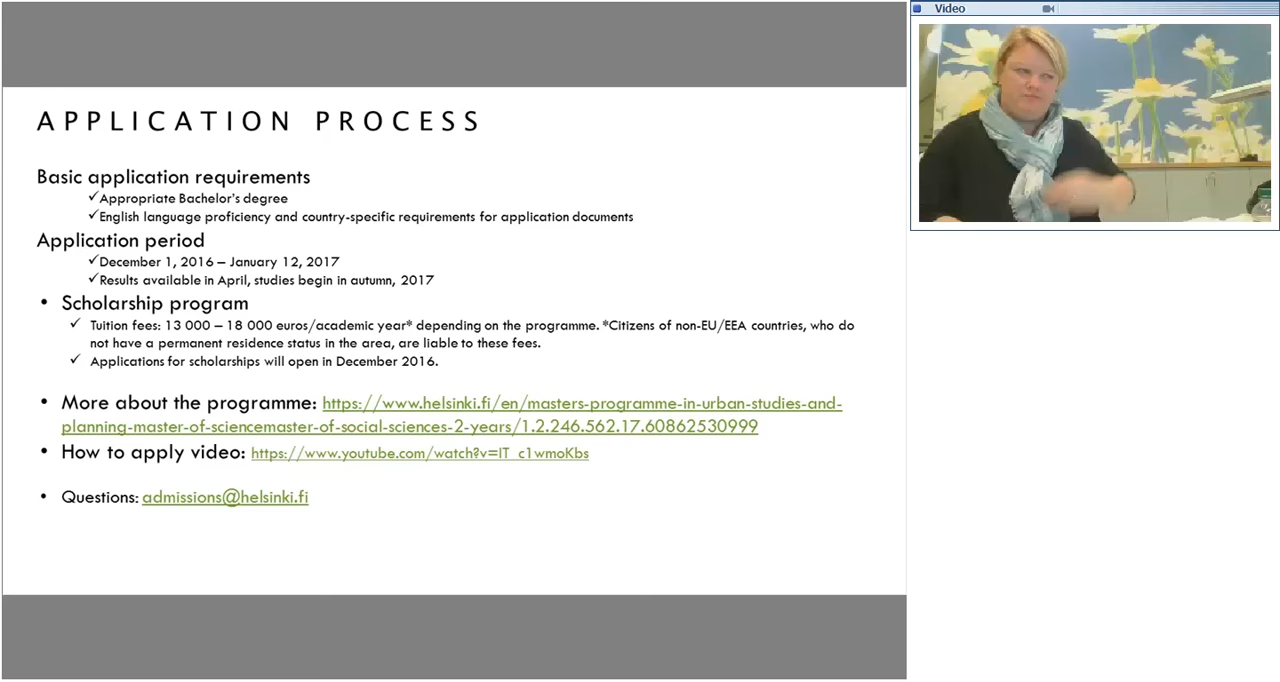 Video
APPLICATION PROCESS
Basic application requirements
✓Appropriate Bachelor's degree
✓English language proficiency and country-specific requirements for application documents
Application period
✓December 1, 2016 – January 12, 2017
✓Results available in April, studies begin in autumn, 2017
• Scholarship program
✓ Tuition fees: 13 000 – 18 000 euros/academic year* depending on the programme. *Citizens of non-EU/EEA countries, who do
not have a permanent residence status in the area, are liable to these fees.
✓ Applications for scholarships will open in December 2016.
• More about the programme: https://www.helsinki.fi/en/masters-programme-in-urban-studies-and-
planning-master-of-sciencemaster-of-social-sciences-2-years/1.2.246.562.17.60862530999
• How to apply video: https://www.youtube.com/watch?v=IT_c1wmoKbs
• Questions: admissions@helsinki.fi